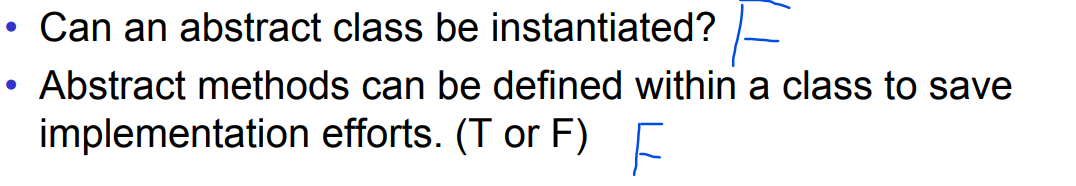 • Can an abstract class be instantiated? F
• Abstract methods can be defined within a class to save
implementation efforts. (T or F) F